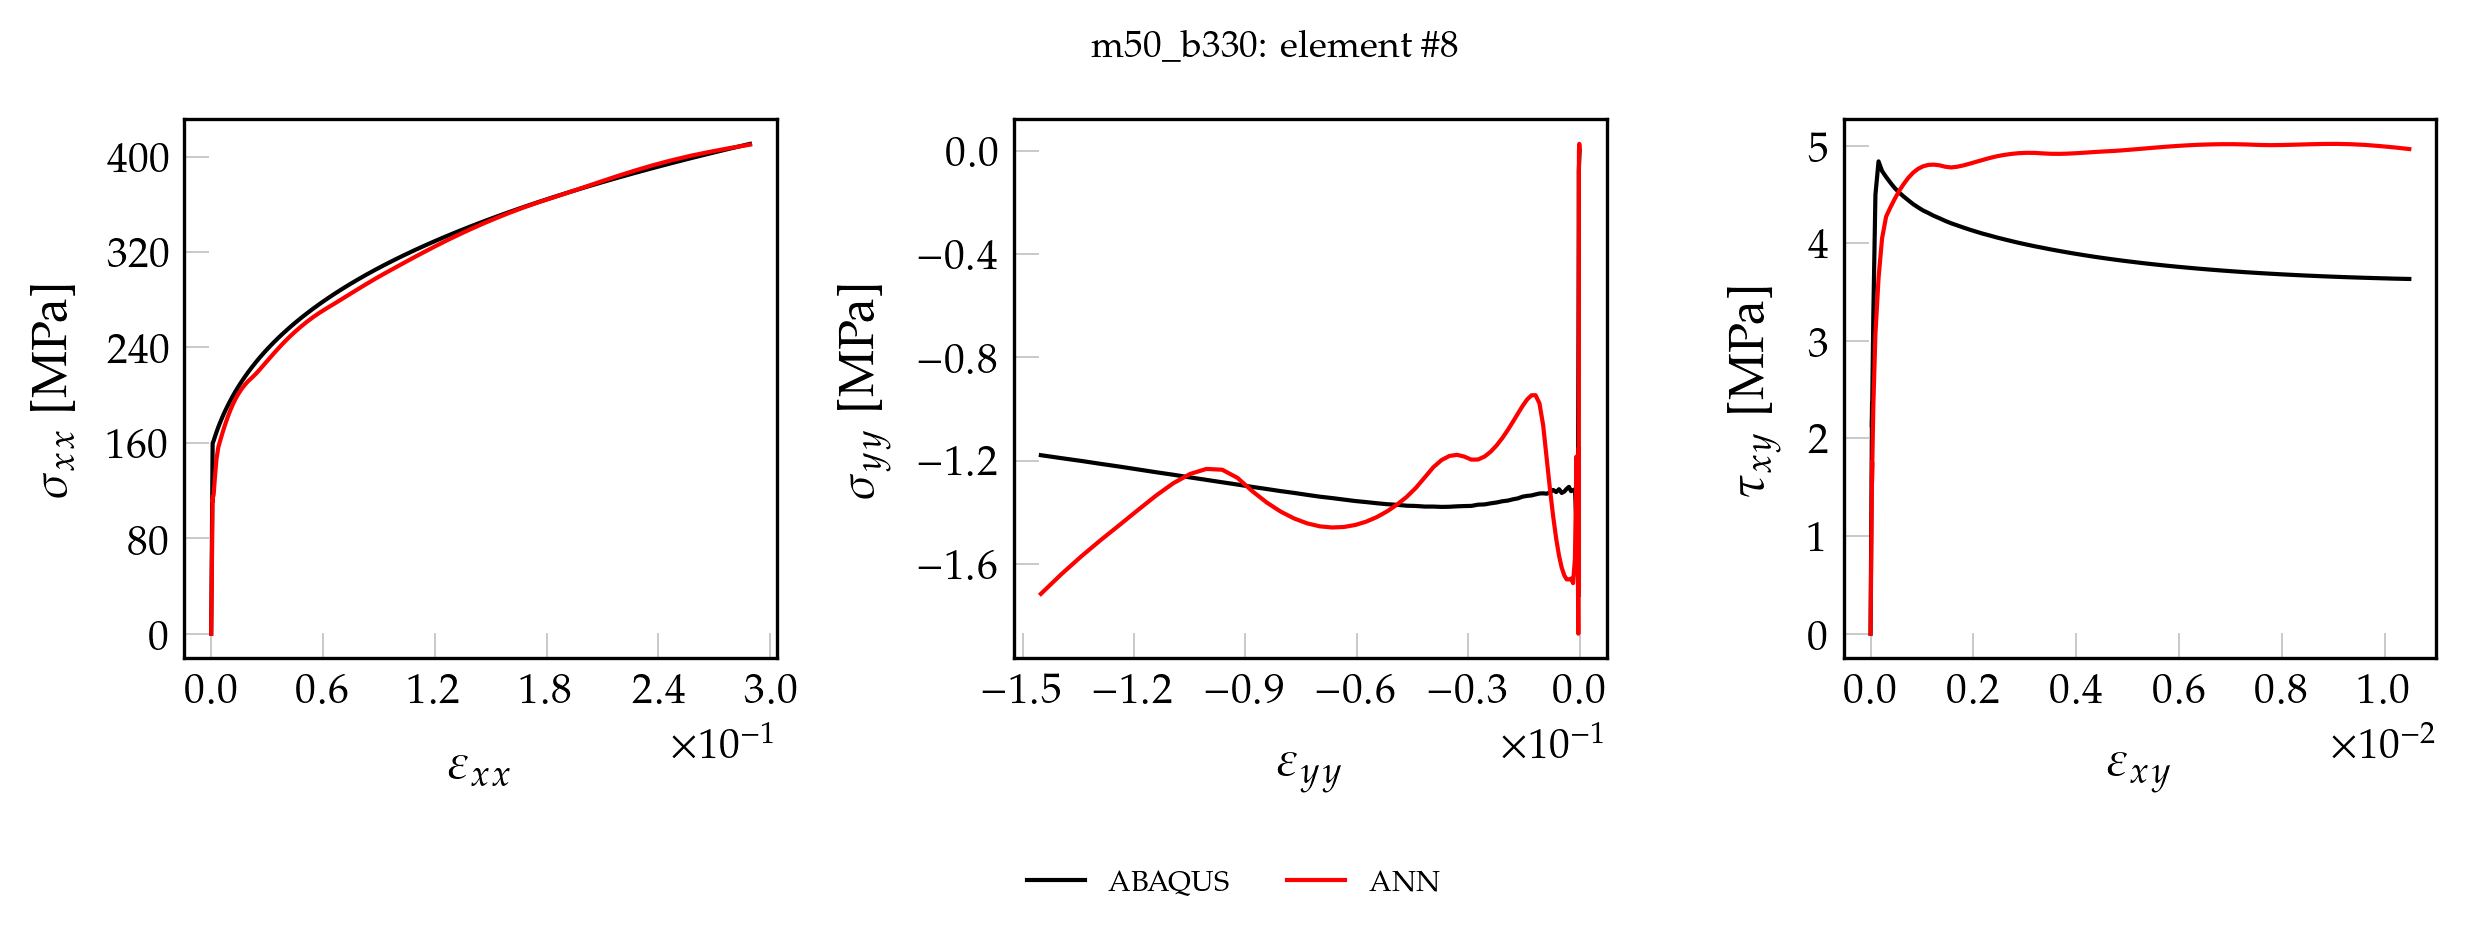 m50_b330: element #8
σxx [MPa]
400
320
240
160
80
0
0.0 0.6 1.2 1.8 2.4 3.0
×10−1
εxx
σyy [MPa]
0.0
−0.4
−0.8
−1.2
−1.6
−1.5 −1.2 −0.9 −0.6 −0.3 0.0
×10−1
εyy
τxy [MPa]
5
4
3
2
1
0
0.0 0.2 0.4 0.6 0.8 1.0
×10−2
εxy
ABAQUS ANN